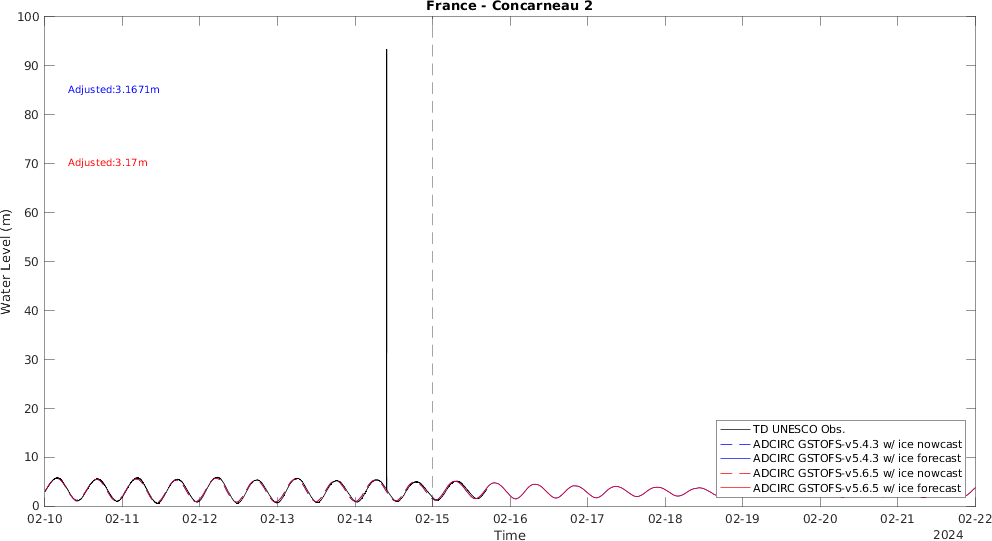 France - Concarneau 2
100
90
80
70
60
50
40
30
20
10
0
Water Level (m)
Adjusted:3.1671m
Adjusted:3.17m
TD UNESCO Obs.
ADCIRC GSTOFS-v5.4.3 w/ ice nowcast
ADCIRC GSTOFS-v5.4.3 w/ ice forecast
ADCIRC GSTOFS-v5.6.5 w/ ice nowcast
ADCIRC GSTOFS-v5.6.5 w/ ice forecast
02-10 02-11 02-12 02-13 02-14 02-15 02-16 02-17 02-18 02-19 02-20 02-21 02-22
Time
2024